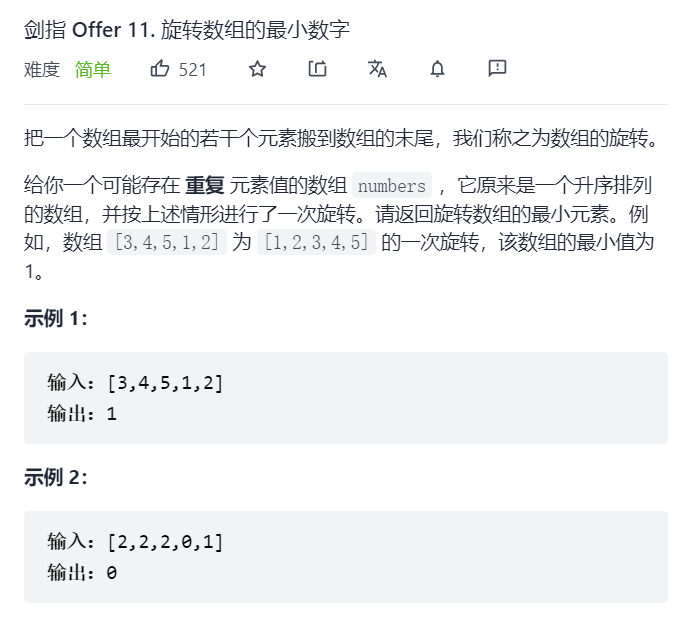 剑指 Offer 11. 旋转数组的最小数字
难度 简单 521
把一个数组最开始的若干个元素搬到数组的末尾，我们称之为数组的旋转。
给你一个可能存在 重复 元素值的数组 numbers ，它原来是一个升序排列
的数组，并按上述情形进行了一次旋转。请返回旋转数组的最小元素。例
如，数组 [3,4,5,1,2] 为 [1,2,3,4,5] 的一次旋转，该数组的最小值为
1。
示例 1：
输入：[3,4,5,1,2]
输出：1
示例 2：
输入：[2,2,2,0,1]
输出：0